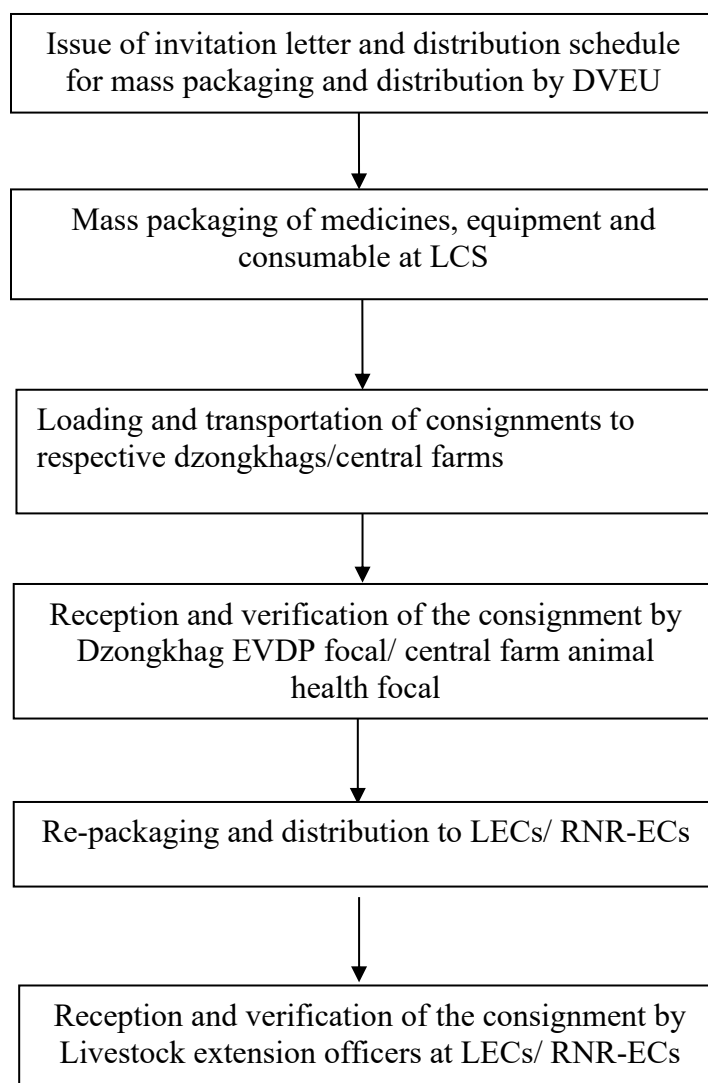 Issue of invitation letter and distribution schedule
for mass packaging and distribution by DVEU
Mass packaging of medicines, equipment and
consumable at LCS
Loading and transportation of consignments to
respective dzongkhags/central farms
Reception and verification of the consignment by
Dzongkhag EVDP focal/ central farm animal
health focal
Re-packaging and distribution to LECs/ RNR-ECs
Reception and verification of the consignment by
Livestock extension officers at LECs/ RNR-ECs